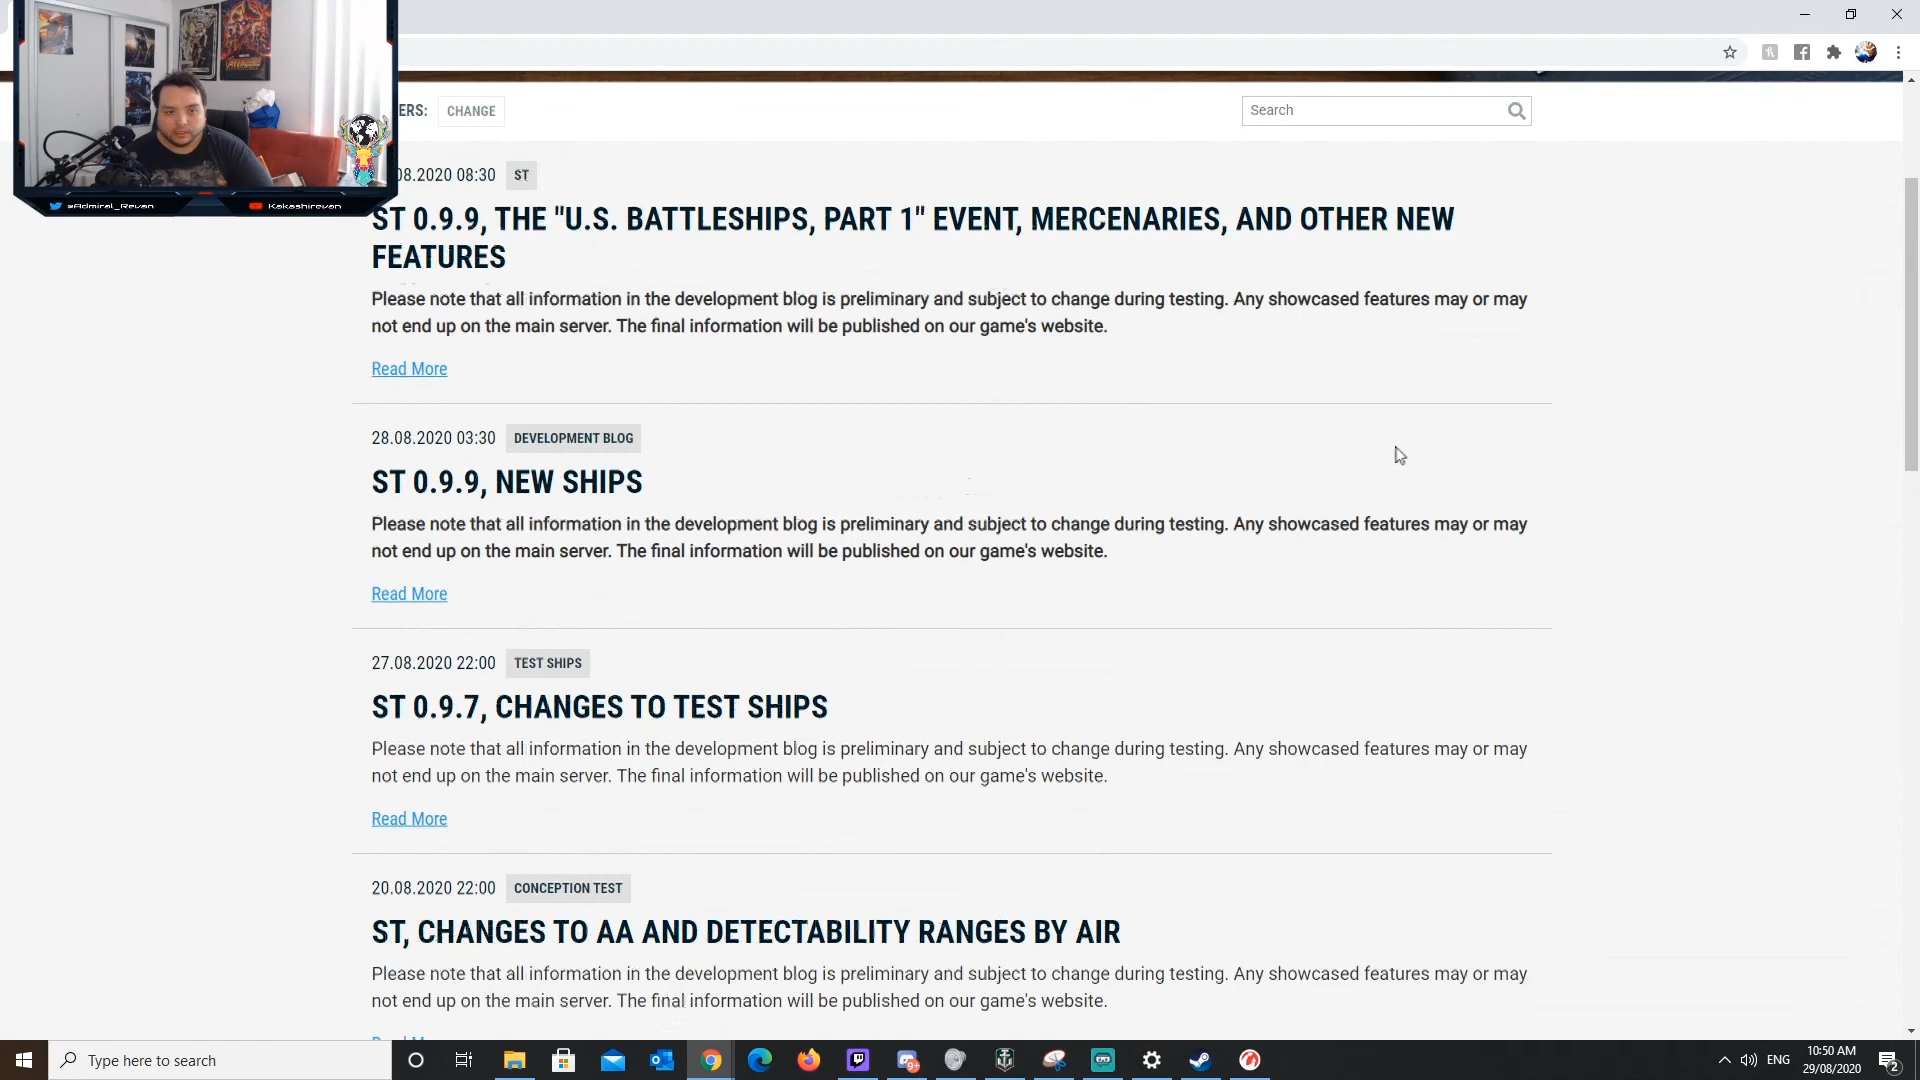 ERS: CHANGE
Search
08.2020 08:30 ST
ST 0.9.9, THE "U.S. BATTLESHIPS, PART 1" EVENT, MERCENARIES, AND OTHER NEW
FEATURES
Please note that all information in the development blog is preliminary and subject to change during testing. Any showcased features may or may
not end up on the main server. The final information will be published on our game's website.
Read More
28.08.2020 03:30 DEVELOPMENT BLOG
ST 0.9.9, NEW SHIPS
Please note that all information in the development blog is preliminary and subject to change during testing. Any showcased features may or may
not end up on the main server. The final information will be published on our game's website.
Read More
27.08.2020 22:00 TEST SHIPS
ST 0.9.7, CHANGES TO TEST SHIPS
Please note that all information in the development blog is preliminary and subject to change during testing. Any showcased features may or may
not end up on the main server. The final information will be published on our game's website.
Read More
20.08.2020 22:00 CONCEPTION TEST
ST, CHANGES TO AA AND DETECTABILITY RANGES BY AIR
Please note that all information in the development blog is preliminary and subject to change during testing. Any showcased features may or may
not end up on the main server. The final information will be published on our game's website.
Kakashirevan
Type here to search
ENG
10:50 AM
29/08/2020
2